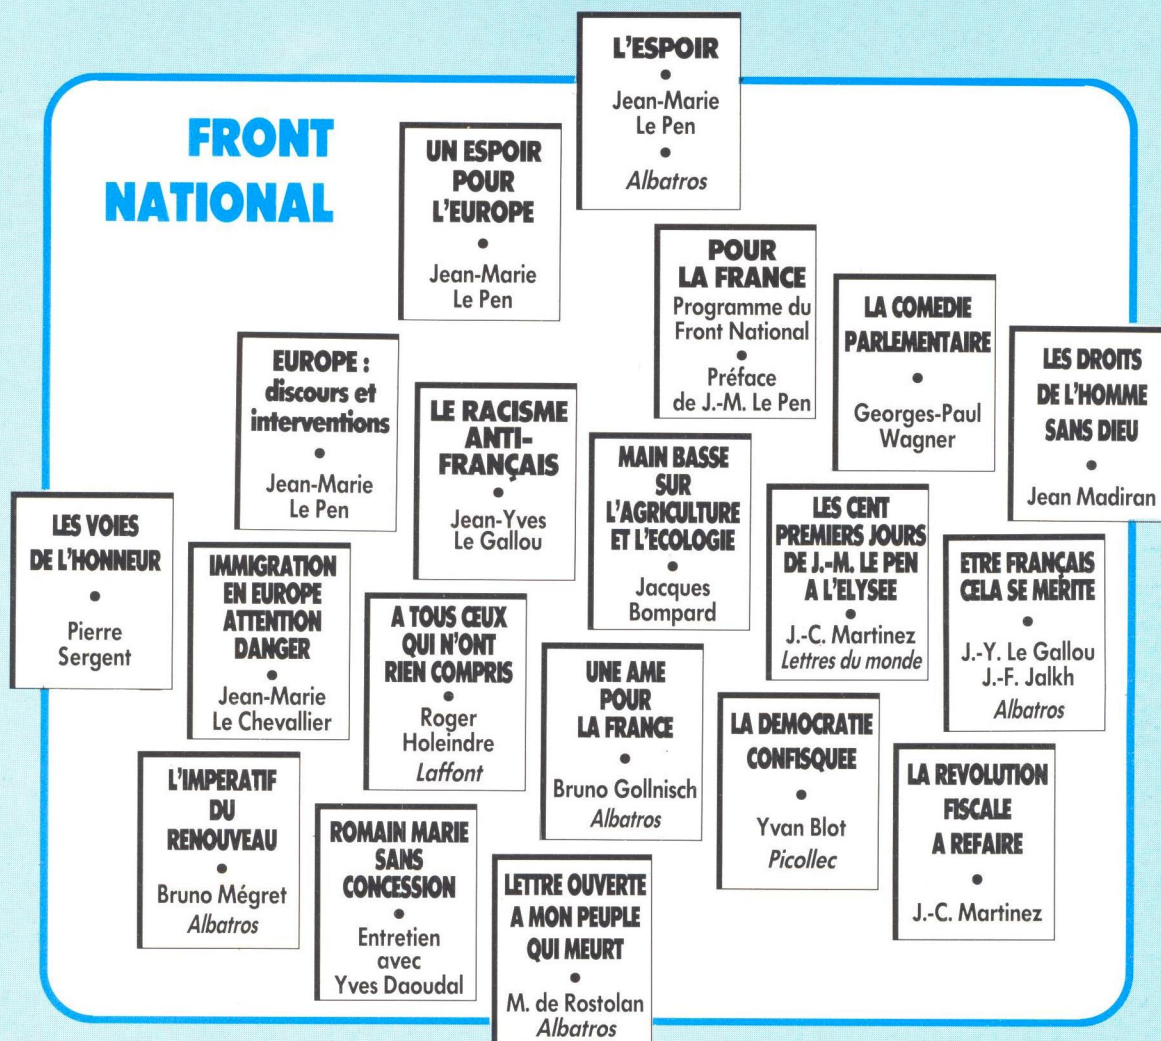 FRONT
NATIONAL
L'ESPOIR
•
Jean-Marie
Le Pen
•
Albatros
UN ESPOIR
POUR
L'EUROPE
•
Jean-Marie
Le Pen
POUR
LA FRANCE
Programme du
Front National
•
Préface
de J.-M. Le Pen
LA COMEDIE
PARLEMENTAIRE
•
Georges-Paul
Wagner
LES DROITS
DE L'HOMME
SANS DIEU
•
Jean Madiran
EUROPE :
discours et
interventions
•
Jean-Marie
Le Pen
LE RACISME
ANTI-
FRANÇAIS
•
Jean-Yves
Le Gallou
MAIN BASSE
SUR
L'AGRICULTURE
ET L'ECOLOGIE
•
Jacques
Bompard
LES CENT
PREMIERS JOURS
DE J.-M. LE PEN
A L'ELYSEE
•
J.-C. Martinez
Lettres du monde
ETRE FRANÇAIS
CELA SE MERITE
•
J.-Y. Le Gallou
J.-F. Jalkh
Albatros
LES VOIES
DE L'HONNEUR
•
Pierre
Sergent
IMMIGRATION
EN EUROPE
ATTENTION
DANGER
•
Jean-Marie
Le Chevallier
A TOUS CEUX
QUI N'ONT
RIEN COMPRIS
•
Roger
Holeindre
Laffont
UNE AME
POUR
LA FRANCE
•
Bruno Gollnisch
Albatros
LA DEMOCRATIE
CONFISQUEE
•
Yvan Blot
Picollec
LA REVOLUTION
FISCALE
A REFAIRE
•
J.-C. Martinez
L'IMPERATIF
DU
RENOUVEAU
•
Bruno Mégret
Albatros
ROMAIN MARIE
SANS
CONCESSION
•
Entretien
avec
Yves Daoudal
LETTRE OUVERTE
A MON PEUPLE
QUI MEURT
•
M. de Rostolan
Albatros